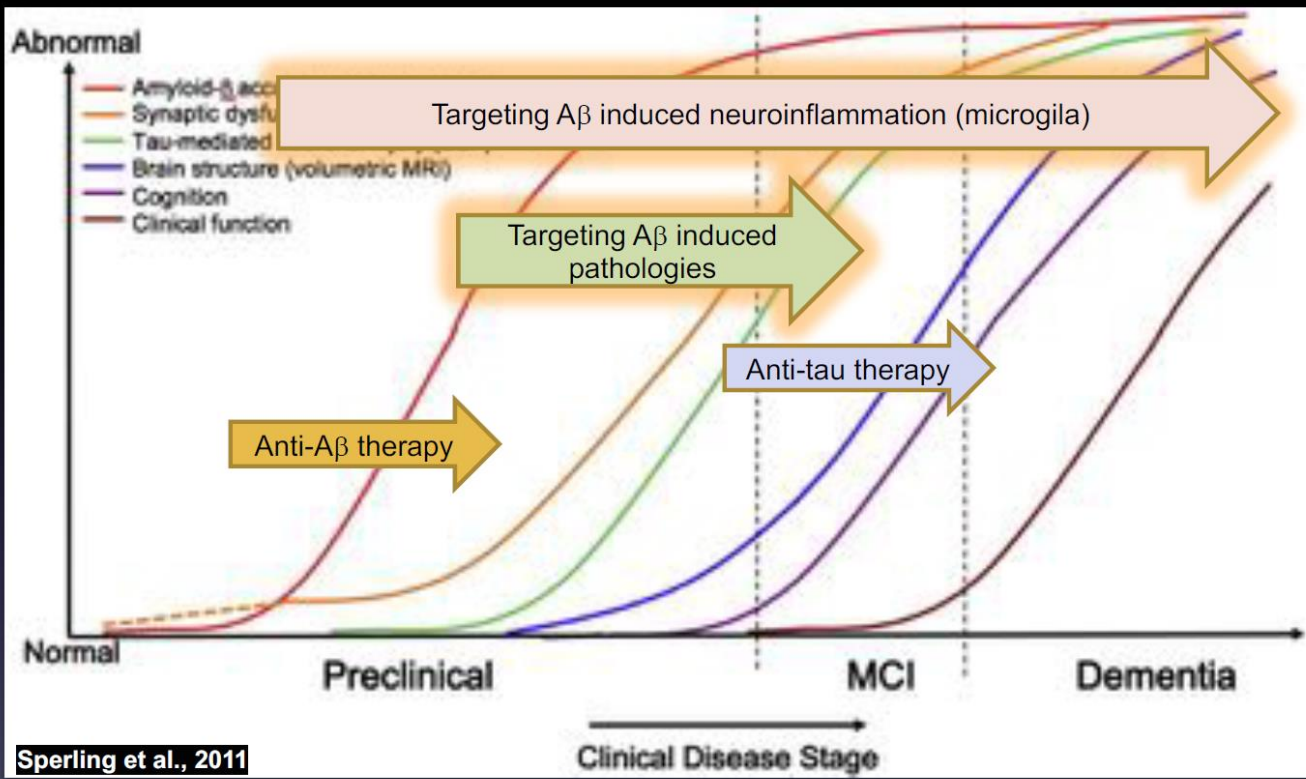 Abnormal
Amyloid-β acc
Synaptic dysfu
Tau-mediated
Brain structure (volumetric MRI)
Cognition
Clinical function
Targeting Aβ induced neuroinflammation (microgila)
Targeting Aβ induced
pathologies
Anti-tau therapy
Anti-Aβ therapy
Normal
Preclinical
MCI
Dementia
Clinical Disease Stage
Sperling et al., 2011